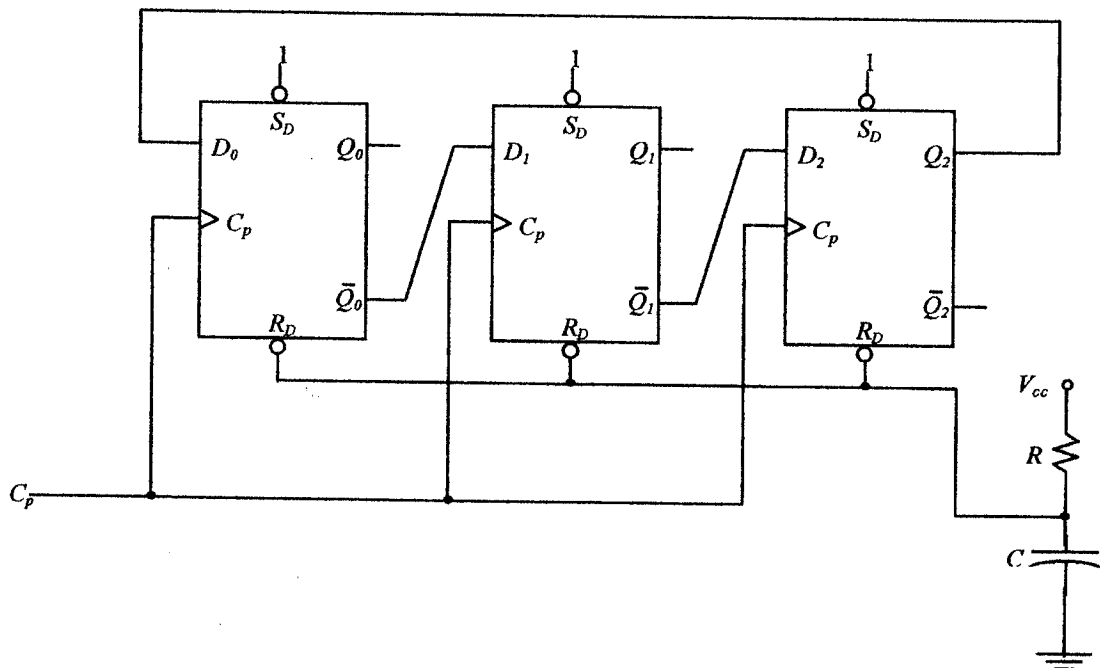 1 1 1
S_D S_D S_D
D_0 Q_0 D_1 Q_1 D_2 Q_2
C_p C_p C_p
Q̄_0 Q̄_1 Q̄_2
R_D R_D R_D
V_cc
R
C_p
C